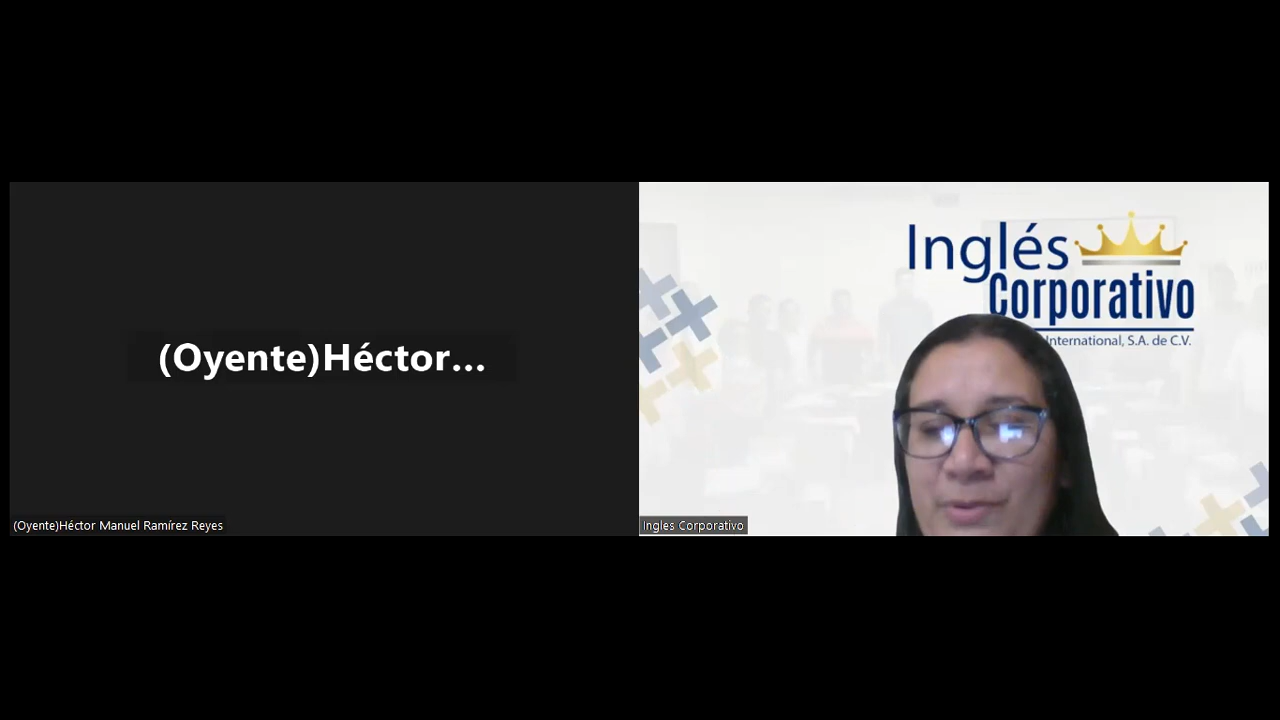 (Oyente)Héctor...
(Oyente)Héctor Manuel Ramírez Reyes
Inglés
Corporativo
International, S.A. de C.V.
Ingles Corporativo